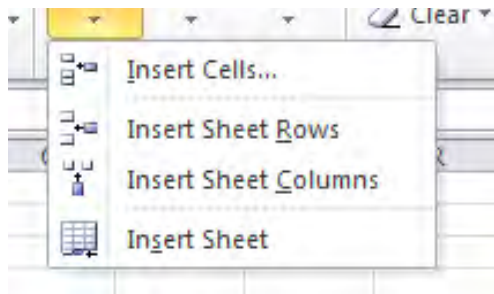 Clear
Insert Cells...
Insert Sheet Rows
Insert Sheet Columns
Insert Sheet